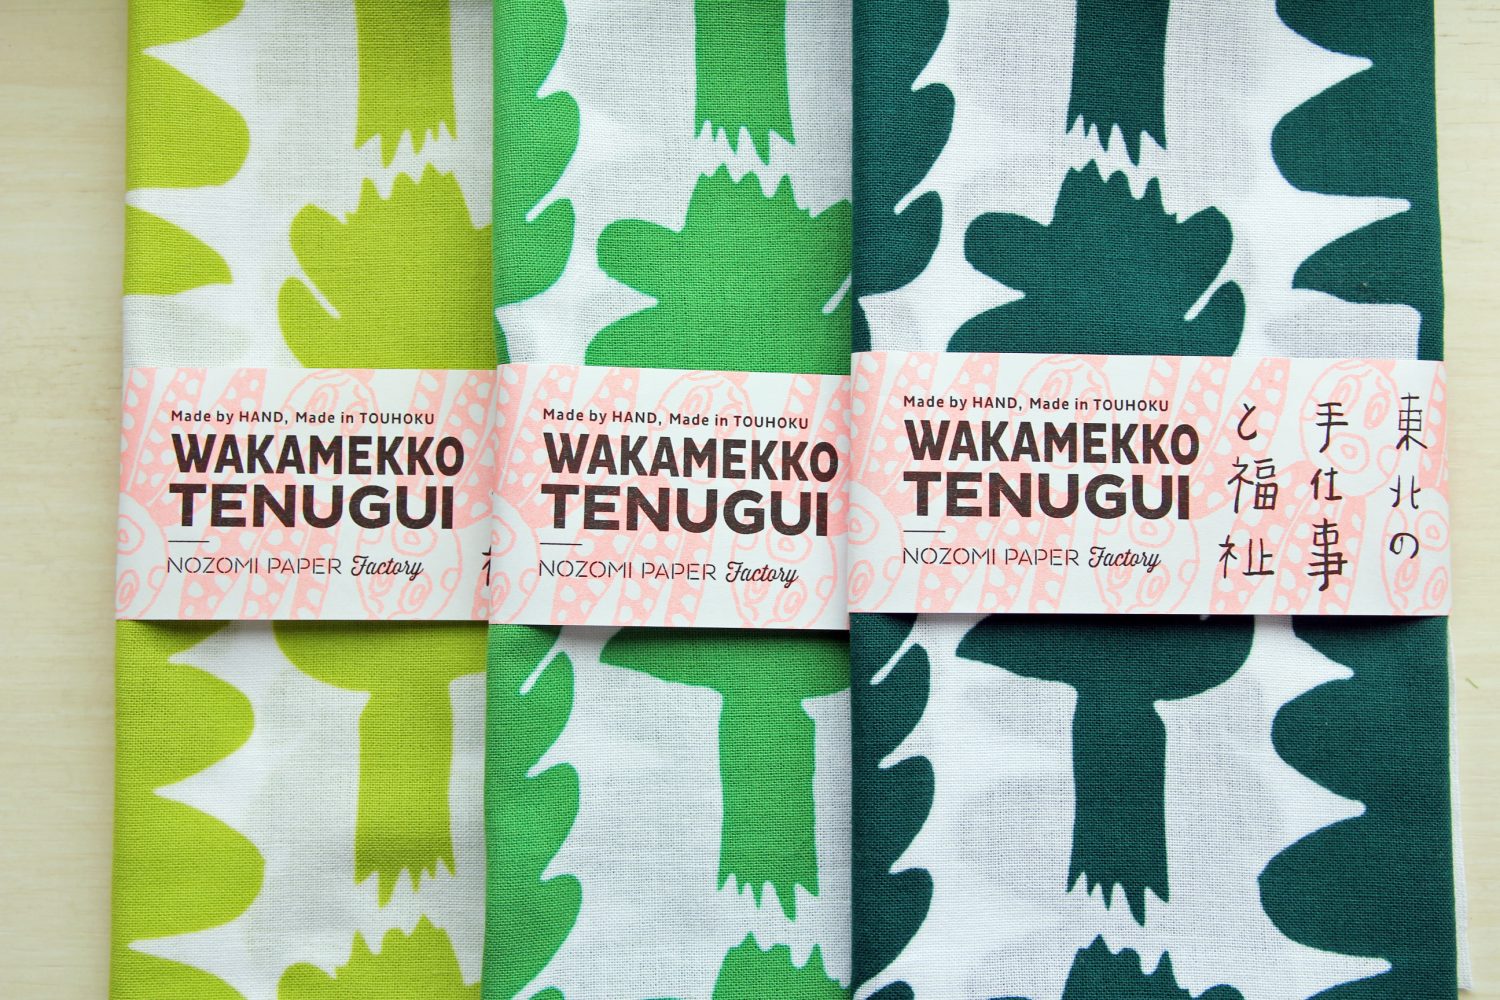 Made by HAND, Made in TOUHOKU
WAKAMEKKO
TENUGUI
NOZOMI PAPER Factory
Made by HAND, Made in TOUHOKU
WAKAMEKKO
TENUGUI
NOZOMI PAPER Factory
Made by HAND, Made in TOUHOKU
WAKAMEKKO
TENUGUI
NOZOMI PAPER Factory
東北の
手仕事
と福祉